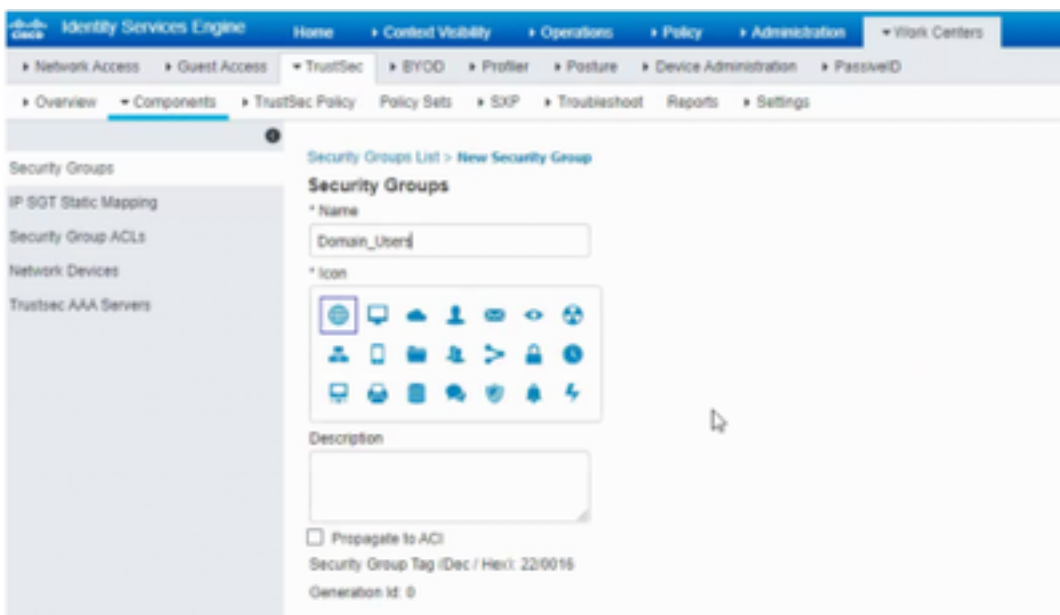 CISCO Identity Services Engine Home Context Visibility Operations Policy Administration Work Centers
Network Access Guest Access TrustSec BYOD Profiler Posture Device Administration PassiveID
Overview Components TrustSec Policy Policy Sets SXP Troubleshoot Reports Settings
Security Groups
IP SGT Static Mapping
Security Group ACLs
Network Devices
Trustsec AAA Servers
Security Groups List > New Security Group
Security Groups
* Name
Domain_Users
* Icon
Description
Propagate to ACI
Security Group Tag (Dec / Hex): 22/0016
Generation Id: 0